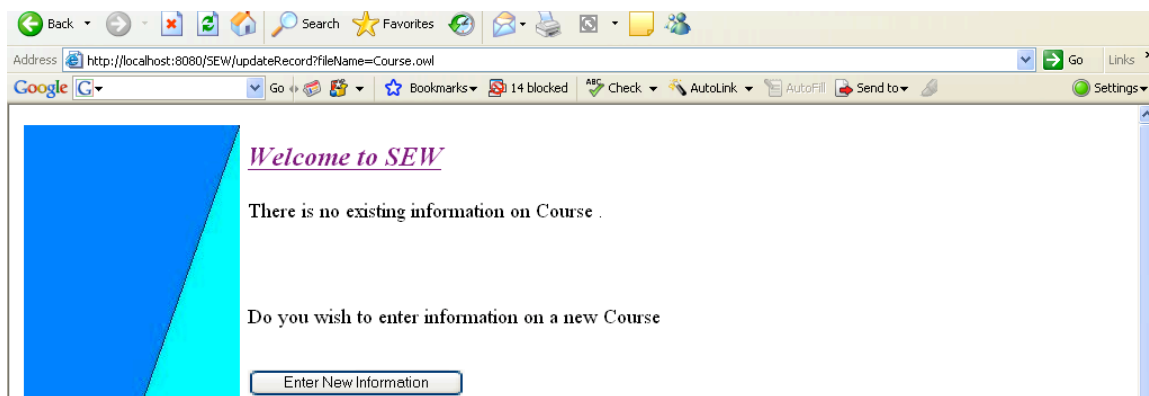 Back Search Favorites
Address http://localhost:8080/SEW/updateRecord?fileName=Course.owl Go Links
Google G Go Bookmarks 14 blocked ABC Check AutoLink AutoFill Send to Settings
Welcome to SEW
There is no existing information on Course .
Do you wish to enter information on a new Course
Enter New Information